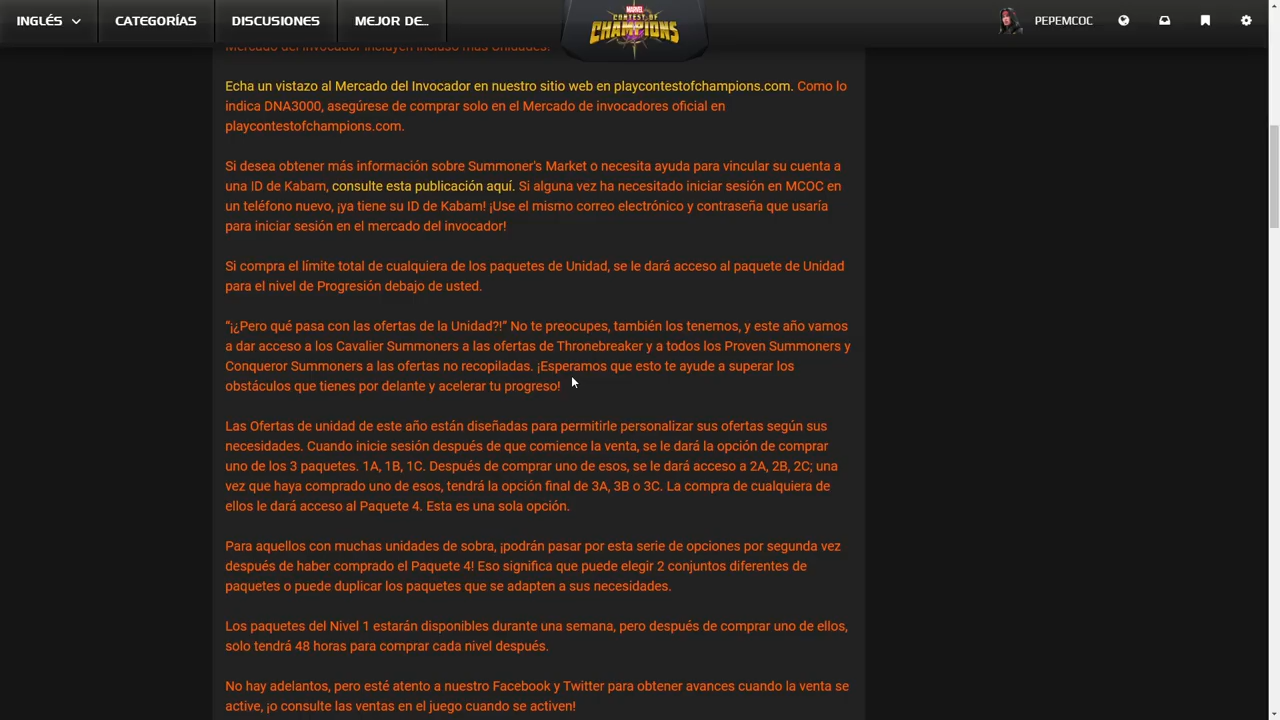 INGLÉS CATEGORÍAS DISCUSIONES MEJOR DE... MARVEL CONTEST OF CHAMPIONS PEPEMCOC
Mercado del Invocador incluyen incluso más Unidades!
Echa un vistazo al Mercado del Invocador en nuestro sitio web en playcontestofchampions.com. Como lo
indica DNA3000, asegúrese de comprar solo en el Mercado de invocadores oficial en
playcontestofchampions.com.
Si desea obtener más información sobre Summoner's Market o necesita ayuda para vincular su cuenta a
una ID de Kabam, consulte esta publicación aquí. Si alguna vez ha necesitado iniciar sesión en MCOC en
un teléfono nuevo, ¡ya tiene su ID de Kabam! ¡Use el mismo correo electrónico y contraseña que usaría
para iniciar sesión en el mercado del invocador!
Si compra el límite total de cualquiera de los paquetes de Unidad, se le dará acceso al paquete de Unidad
para el nivel de Progresión debajo de usted.
“¡¿Pero qué pasa con las ofertas de la Unidad?!” No te preocupes, también los tenemos, y este año vamos
a dar acceso a los Cavalier Summoners a las ofertas de Thronebreaker y a todos los Proven Summoners y
Conqueror Summoners a las ofertas no recopiladas. ¡Esperamos que esto te ayude a superar los
obstáculos que tienes por delante y acelerar tu progreso!
Las Ofertas de unidad de este año están diseñadas para permitirle personalizar sus ofertas según sus
necesidades. Cuando inicie sesión después de que comience la venta, se le dará la opción de comprar
uno de los 3 paquetes. 1A, 1B, 1C. Después de comprar uno de esos, se le dará acceso a 2A, 2B, 2C; una
vez que haya comprado uno de esos, tendrá la opción final de 3A, 3B o 3C. La compra de cualquiera de
ellos le dará acceso al Paquete 4. Esta es una sola opción.
Para aquellos con muchas unidades de sobra, ¡podrán pasar por esta serie de opciones por segunda vez
después de haber comprado el Paquete 4! Eso significa que puede elegir 2 conjuntos diferentes de
paquetes o puede duplicar los paquetes que se adapten a sus necesidades.
Los paquetes del Nivel 1 estarán disponibles durante una semana, pero después de comprar uno de ellos,
solo tendrá 48 horas para comprar cada nivel después.
No hay adelantos, pero esté atento a nuestro Facebook y Twitter para obtener avances cuando la venta se
active, ¡o consulte las ventas en el juego cuando se activen!